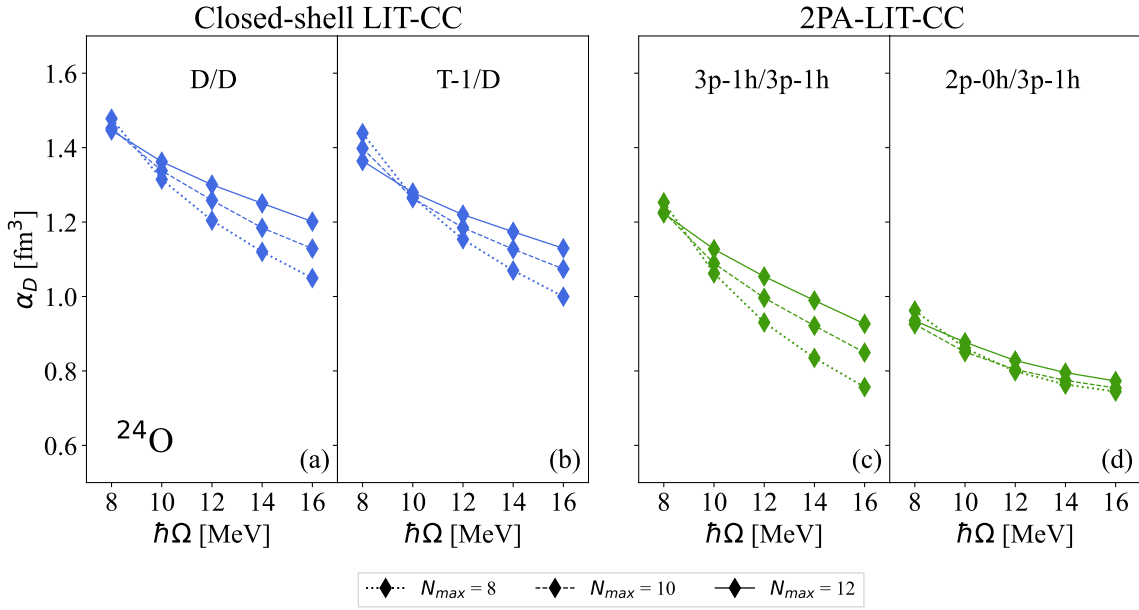 Closed-shell LIT-CC
2PA-LIT-CC
D/D
T-1/D
3p-1h/3p-1h
2p-0h/3p-1h
α_D [fm³]
1.6
1.4
1.2
1.0
0.8
0.6
²⁴O
(a)
(b)
(c)
(d)
8 10 12 14 16
8 10 12 14 16
8 10 12 14 16
8 10 12 14 16
ℏΩ [MeV]
ℏΩ [MeV]
ℏΩ [MeV]
ℏΩ [MeV]
N_max = 8
N_max = 10
N_max = 12